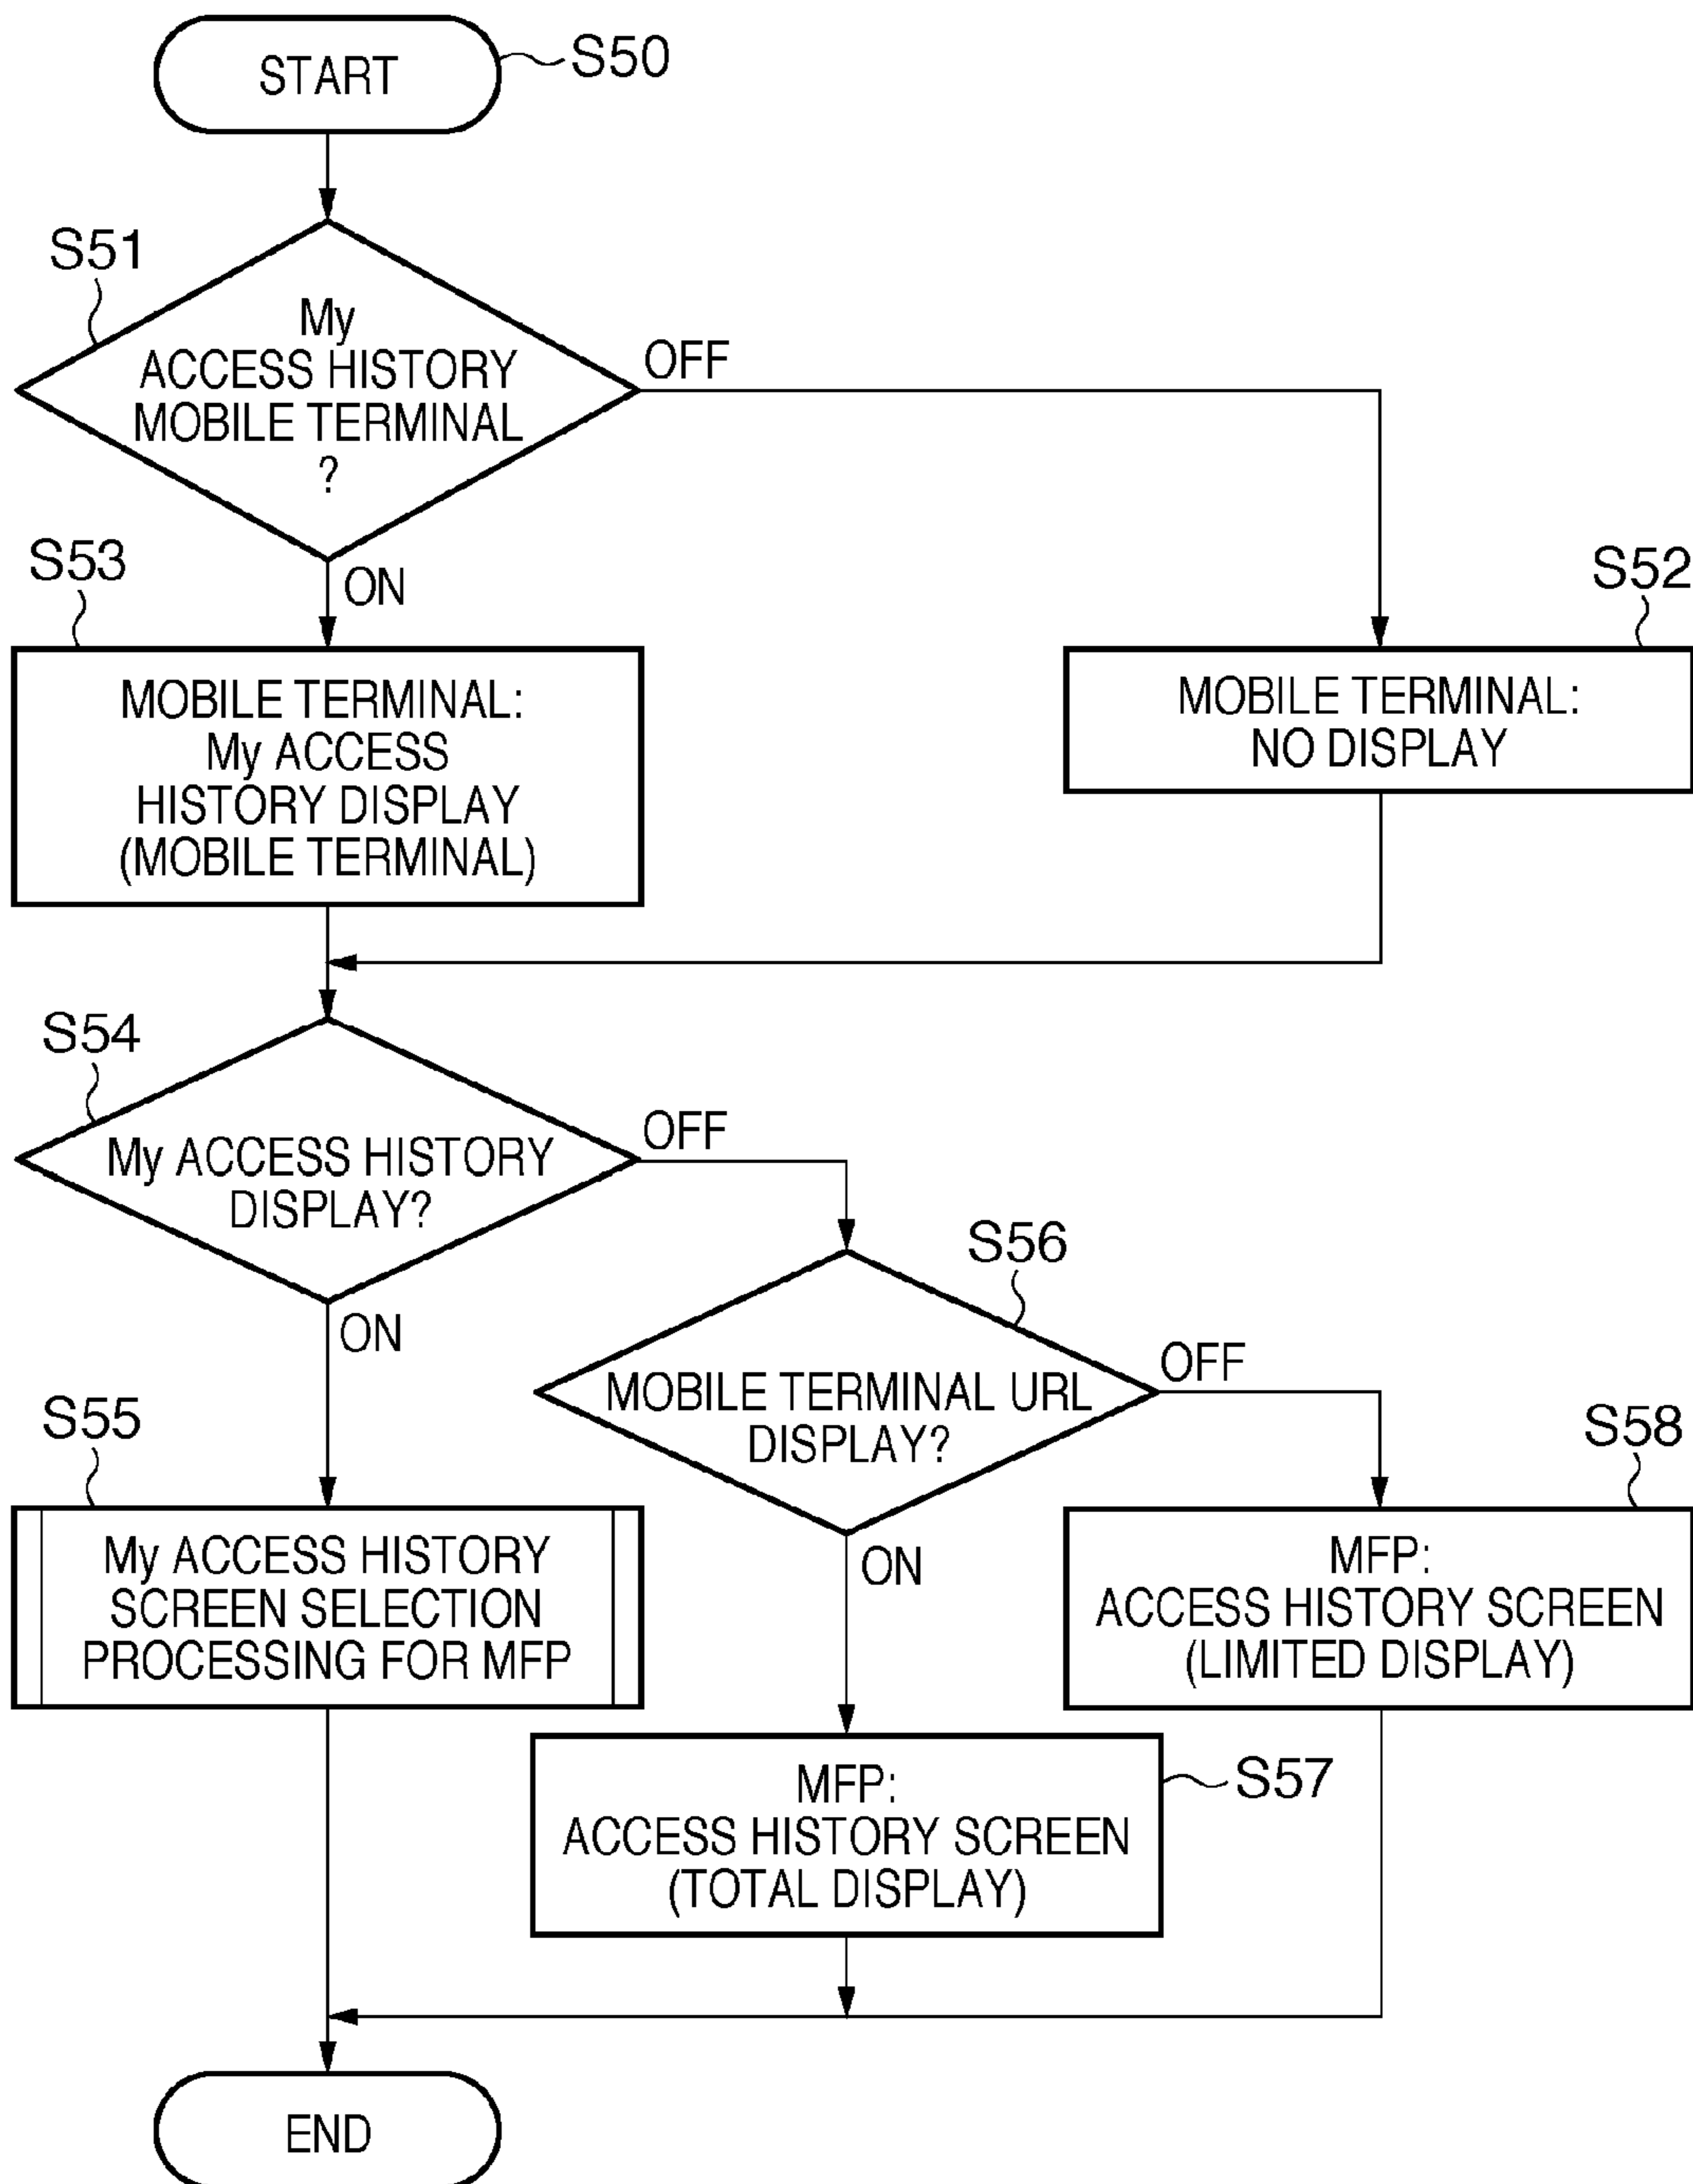 START
S50
S51
My
ACCESS HISTORY
MOBILE TERMINAL
?
OFF
ON
S53
MOBILE TERMINAL:
My ACCESS
HISTORY DISPLAY
(MOBILE TERMINAL)
S52
MOBILE TERMINAL:
NO DISPLAY
S54
My ACCESS HISTORY
DISPLAY?
OFF
ON
S56
MOBILE TERMINAL URL
DISPLAY?
OFF
ON
S55
My ACCESS HISTORY
SCREEN SELECTION
PROCESSING FOR MFP
S58
MFP:
ACCESS HISTORY SCREEN
(LIMITED DISPLAY)
S57
MFP:
ACCESS HISTORY SCREEN
(TOTAL DISPLAY)
END